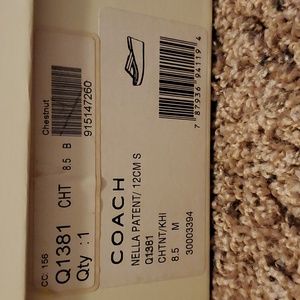 CC: 156
Chestnut
Q1381 CHT 8.5 B
Qty : 1
915147260
COACH
NELLA PATENT/ 12CM S
Q1381
CHTNT/KHI
8.5 M
30003394
7 87936 94119 4